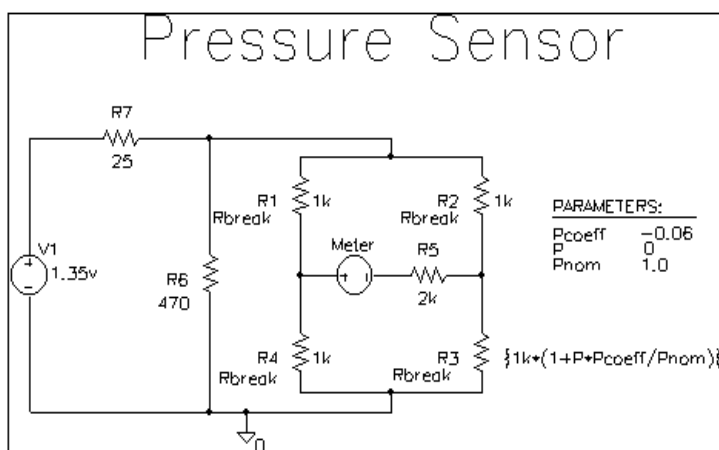 Pressure Sensor
R7
25
R1
1k
Rbreak
R2
1k
Rbreak
PARAMETERS:
Pcoeff -0.06
P 0
Pnom 1.0
V1
1.35v
R6
470
Meter
R5
2k
+ -
+ -
R4
1k
Rbreak
R3
Rbreak
{1k*(1+P*Pcoeff/Pnom)}
0